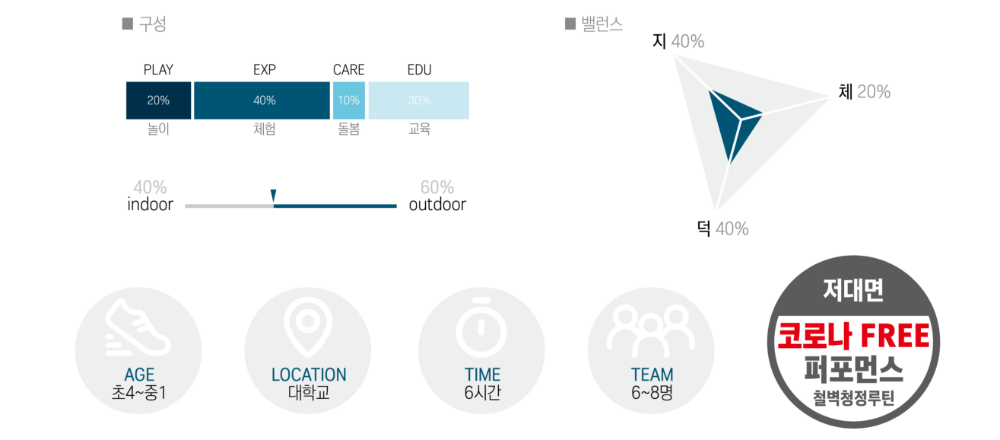 ■ 구성
PLAY EXP CARE EDU
20% 40% 10% 30%
놀이 체험 돌봄 교육
40% 60%
indoor outdoor
■ 밸런스
지 40%
체 20%
덕 40%
AGE
초4~중1
LOCATION
대학교
TIME
6시간
TEAM
6~8명
저대면
코로나 FREE
퍼포먼스
철벽청정루틴